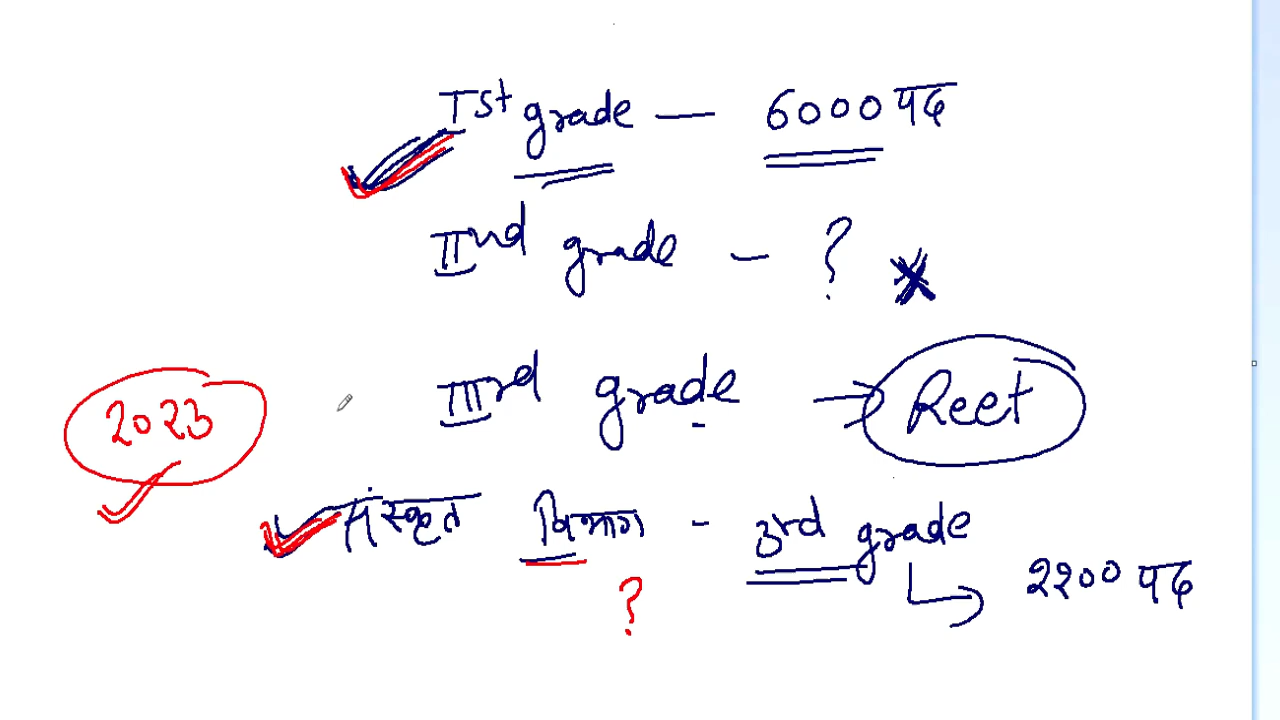 Ist grade — 6000 पद
IInd grade - ?
IIIrd grade → Reet
2023
संस्कृत विभाग - 3rd grade
?
2200 पद